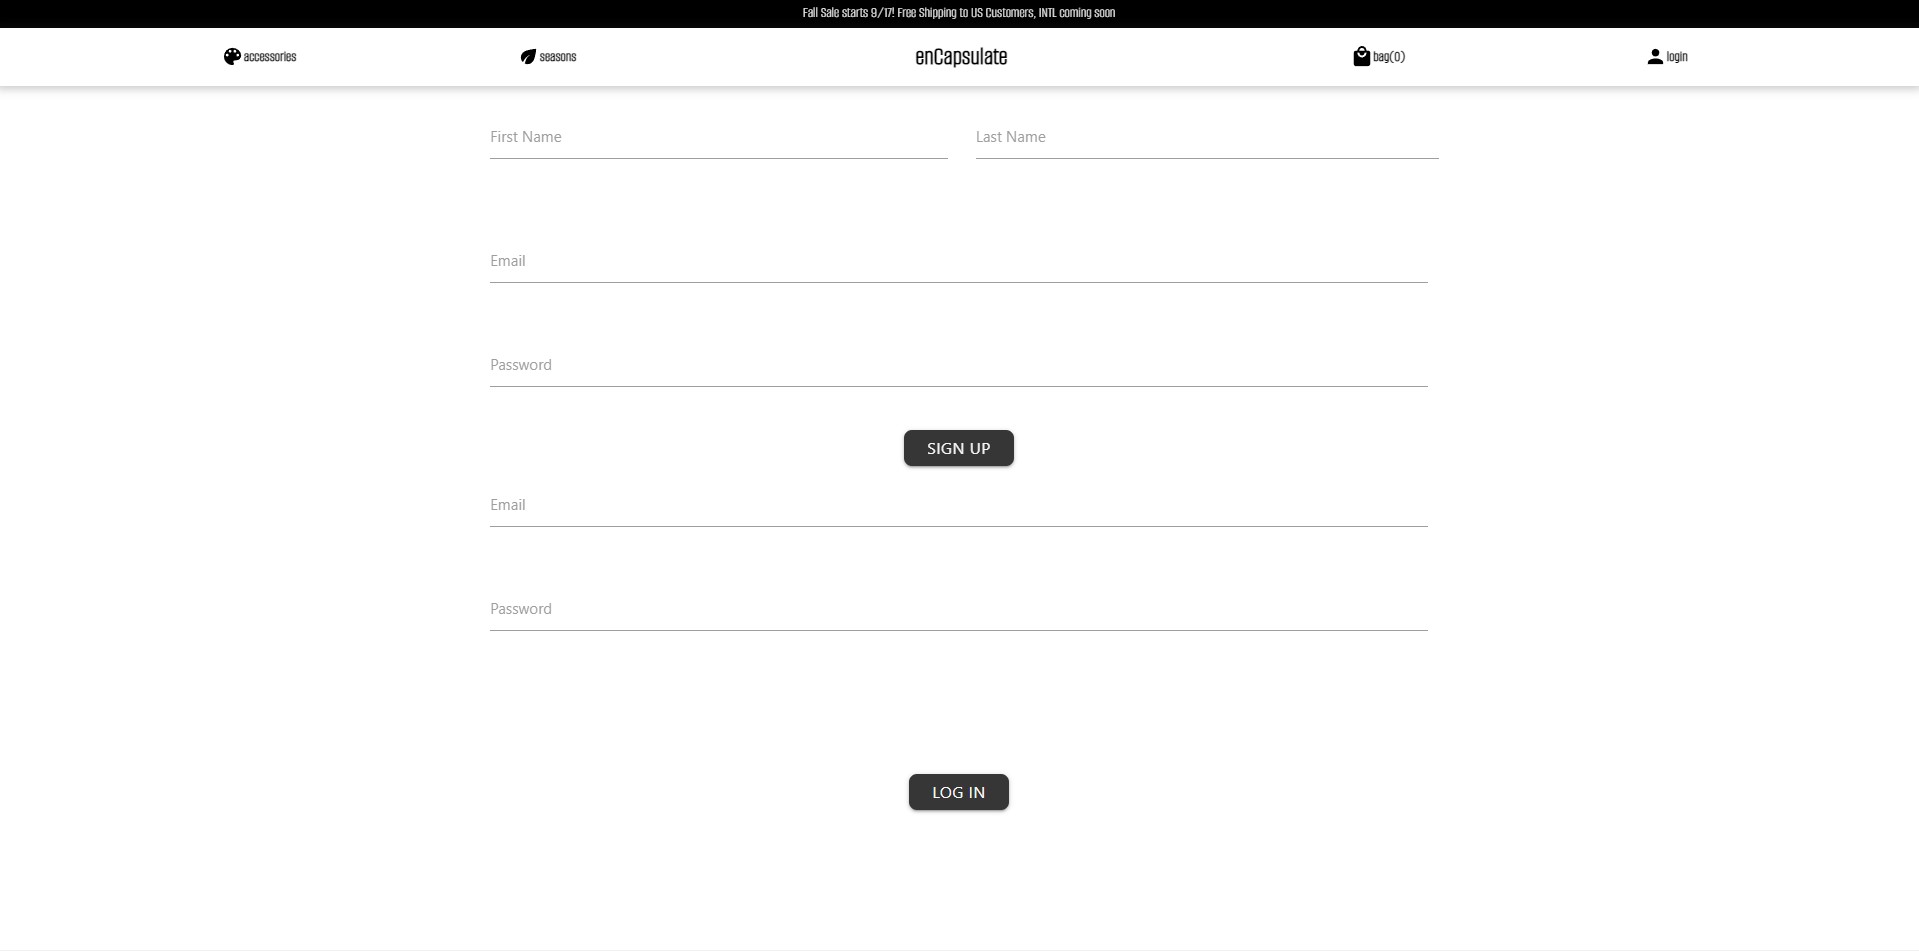 Fall Sale starts 9/17! Free Shipping to US Customers, INTL coming soon
accessories seasons enCapsulate bag(0) login
First Name Last Name
Email
Password
SIGN UP
Email
Password
LOG IN